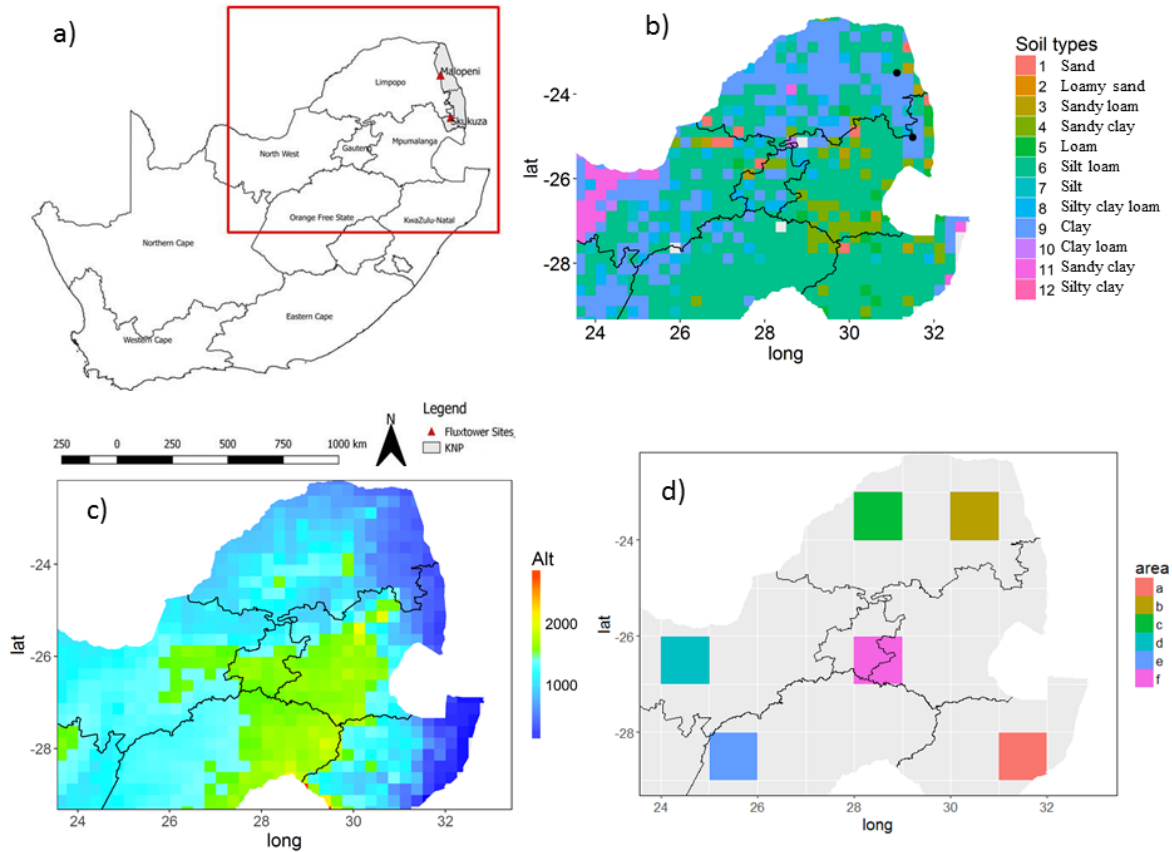 a)
Limpopo
Malopeni
Skukuza
North West
Gauteng
Mpumalanga
Orange Free State
KwaZulu-Natal
Northern Cape
Eastern Cape
Western Cape
N
Legend
Fluxtower Sites
KNP
250 0 250 500 750 1000 km
b)
lat
-24
-26
-28
24 26 28 30 32
long
Soil types
1 Sand
2 Loamy sand
3 Sandy loam
4 Sandy clay
5 Loam
6 Silt loam
7 Silt
8 Silty clay loam
9 Clay
10 Clay loam
11 Sandy clay
12 Silty clay
c)
lat
-24
-26
-28
24 26 28 30 32
long
Alt
2000
1000
d)
lat
-24
-26
-28
24 26 28 30 32
long
area
a
b
c
d
e
f